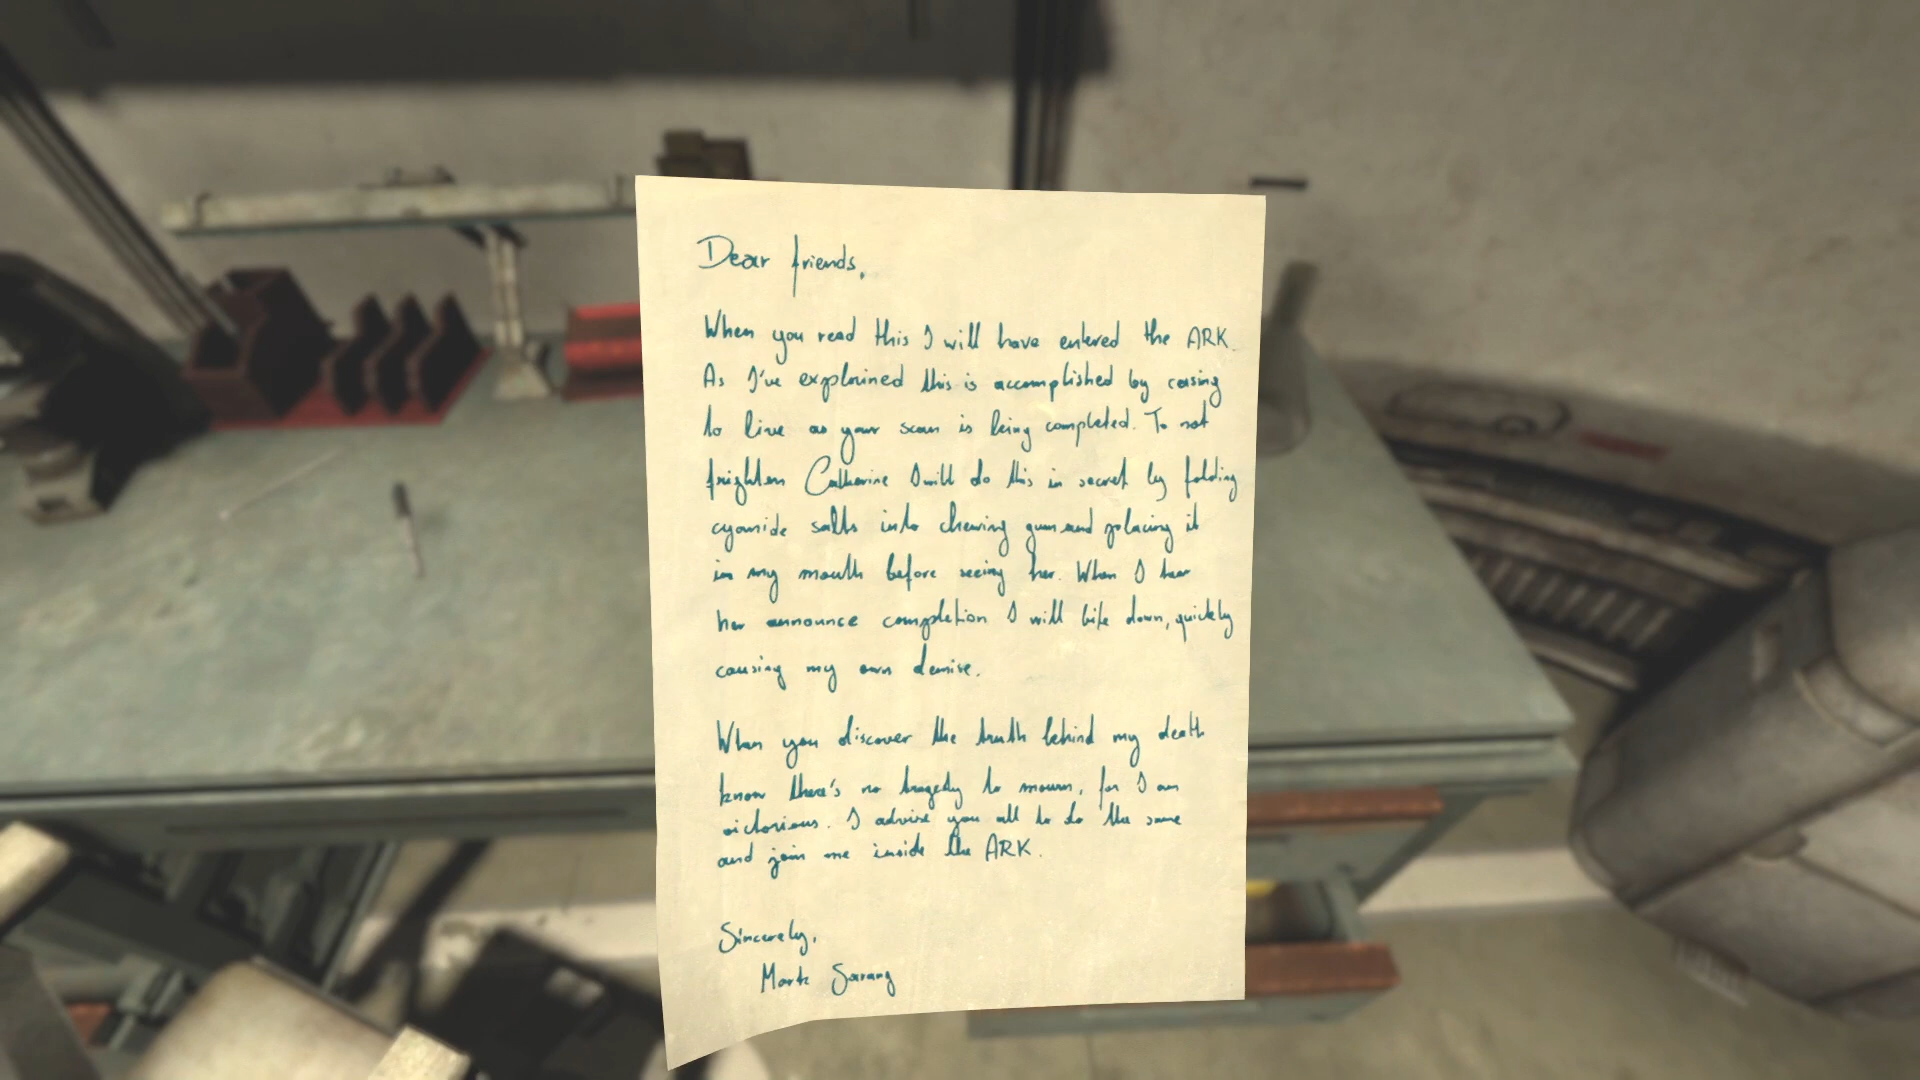 Dear friends,
When you read this I will have entered the ARK.
As I've explained this is accomplished by ceasing
to live as your scan is being completed. To not
frighten Catherine I will do this in secret by folding
cyanide salts into chewing gum and placing it
in my mouth before seeing her. When I hear
her announce completion I will bite down, quickly
causing my own demise.
When you discover the truth behind my death
know there's no tragedy to mourn, for I am
victorious. I advise you all to do the same
and join me inside the ARK.
Sincerely,
Mark Sarang